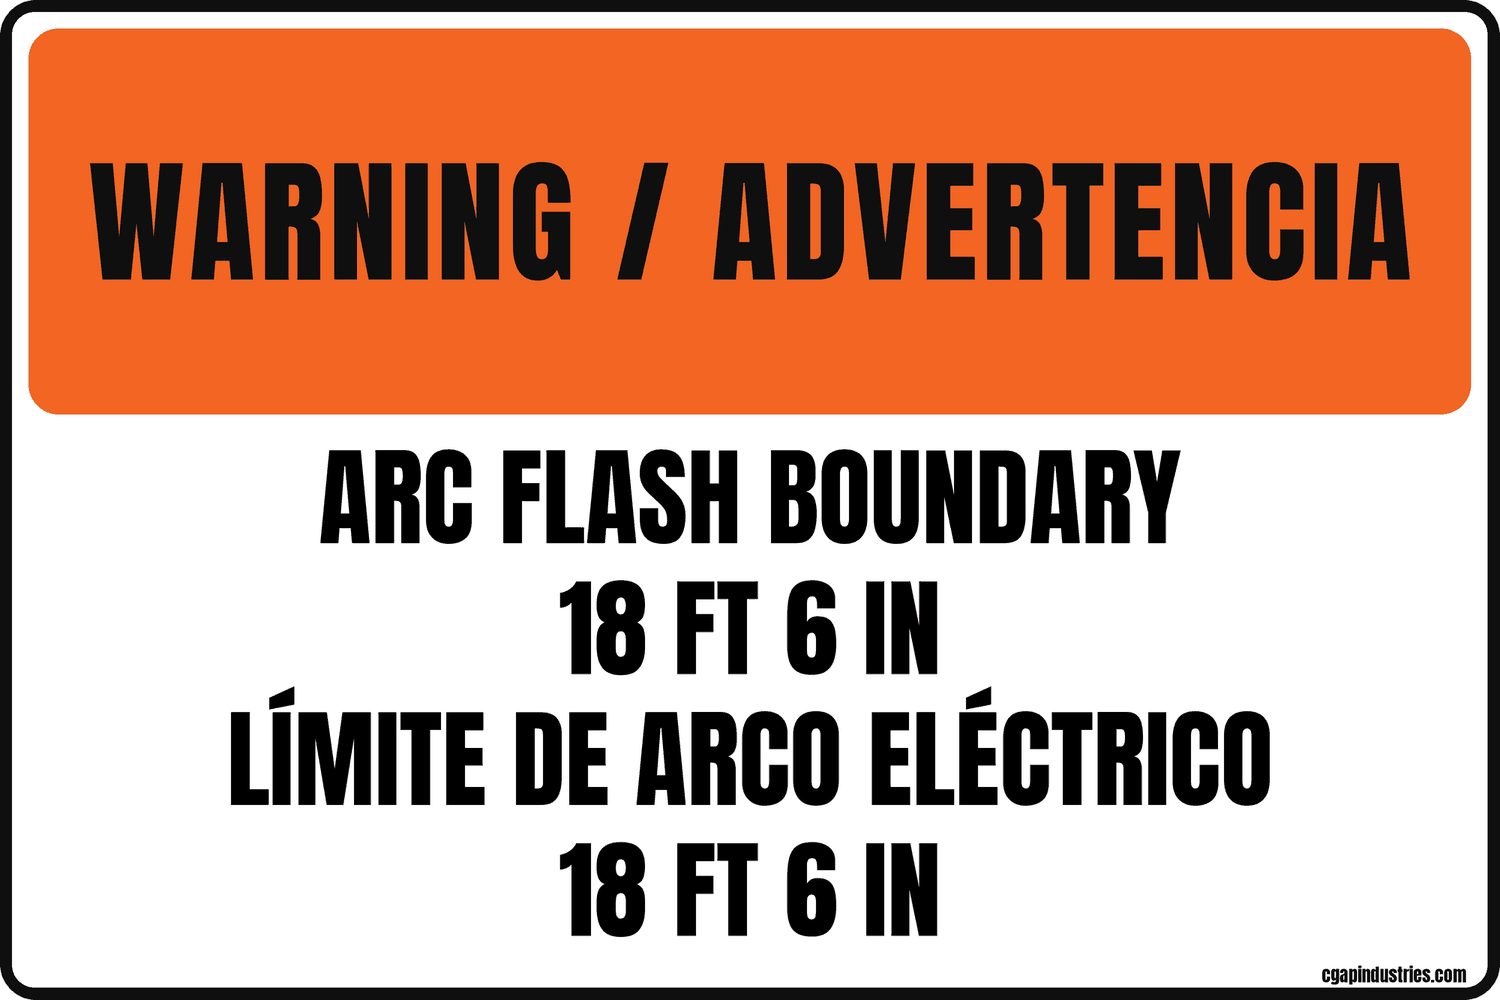 WARNING / ADVERTENCIA
ARC FLASH BOUNDARY
18 FT 6 IN
LÍMITE DE ARCO ELÉCTRICO
18 FT 6 IN
cgapindustries.com